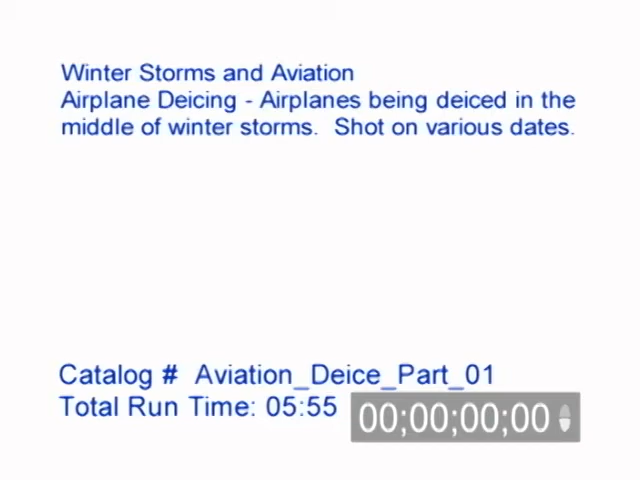 Winter Storms and Aviation
Airplane Deicing - Airplanes being deiced in the
middle of winter storms.  Shot on various dates.
Catalog #  Aviation_Deice_Part_01
Total Run Time: 05:55
00;00;00;00